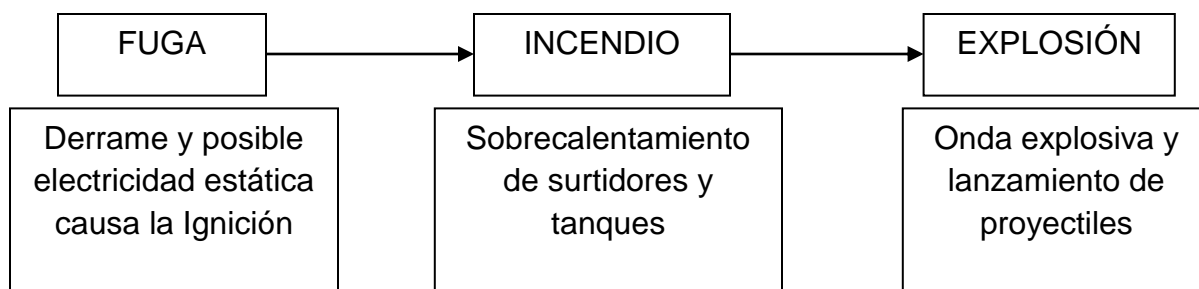 FUGA
INCENDIO
EXPLOSIÓN
Derrame y posible
electricidad estática
causa la Ignición
Sobrecalentamiento
de surtidores y
tanques
Onda explosiva y
lanzamiento de
proyectiles